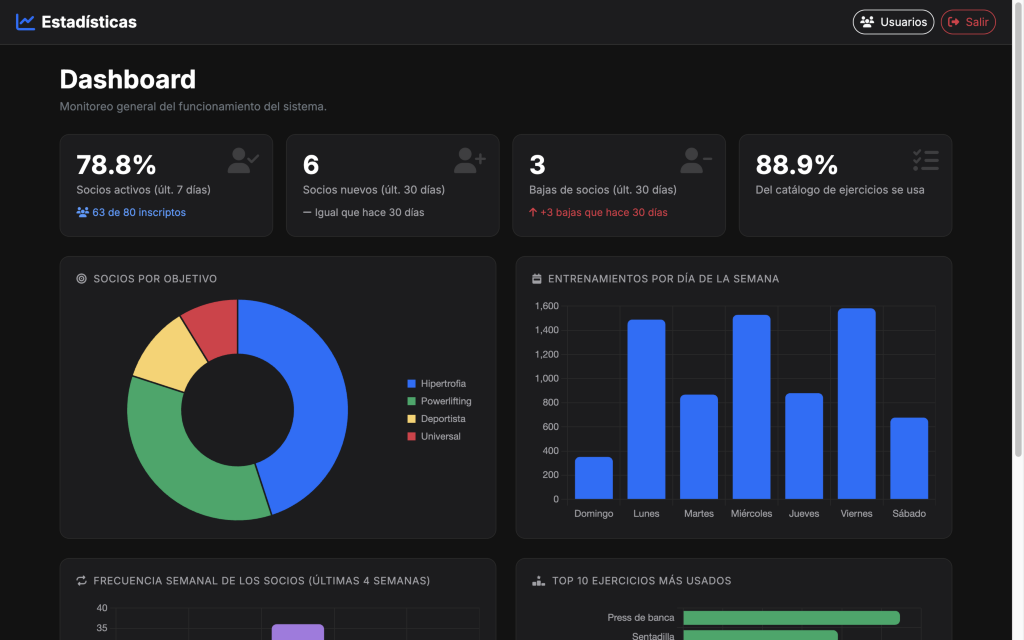 Estadísticas
Usuarios
Salir
Dashboard
Monitoreo general del funcionamiento del sistema.
78.8%
Socios activos (últ. 7 días)
63 de 80 inscriptos
6
Socios nuevos (últ. 30 días)
Igual que hace 30 días
3
Bajas de socios (últ. 30 días)
+3 bajas que hace 30 días
88.9%
Del catálogo de ejercicios se usa
SOCIOS POR OBJETIVO
Hipertrofia
Powerlifting
Deportista
Universal
ENTRENAMIENTOS POR DÍA DE LA SEMANA
1,600
1,400
1,200
1,000
800
600
400
200
0
Domingo Lunes Martes Miércoles Jueves Viernes Sábado
FRECUENCIA SEMANAL DE LOS SOCIOS (ÚLTIMAS 4 SEMANAS)
40
35
TOP 10 EJERCICIOS MÁS USADOS
Press de banca
Sentadilla